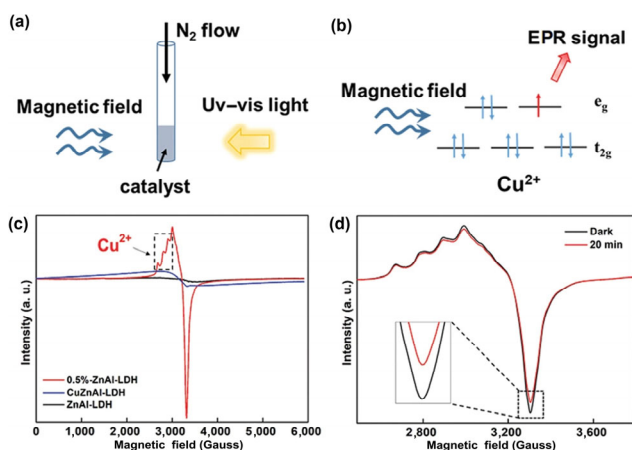 (a)
N2 flow
Magnetic field
Uv–vis light
catalyst
(b)
EPR signal
Magnetic field
eg
t2g
Cu2+
(c)
Cu2+
Intensity (a. u.)
0.5%-ZnAl-LDH
CuZnAl-LDH
ZnAl-LDH
0 1,000 2,000 3,000 4,000 5,000 6,000
Magnetic field (Gauss)
(d)
Dark
20 min
Intensity (a. u.)
2,800 3,200 3,600
Magnetic field (Gauss)